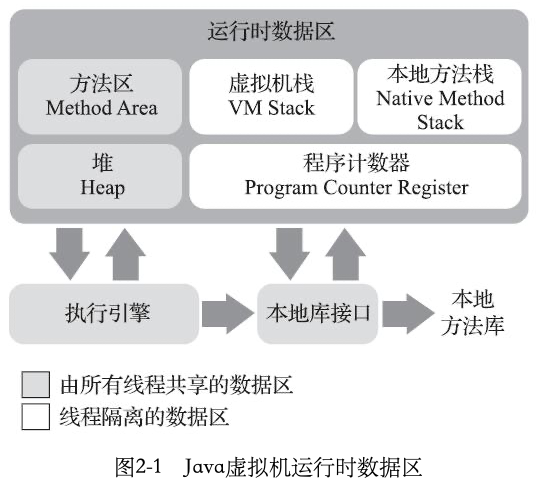 运行时数据区
方法区
Method Area
虚拟机栈
VM Stack
本地方法栈
Native Method
Stack
堆
Heap
程序计数器
Program Counter Register
执行引擎
本地库接口
本地
方法库
由所有线程共享的数据区
线程隔离的数据区
图2-1 Java虚拟机运行时数据区